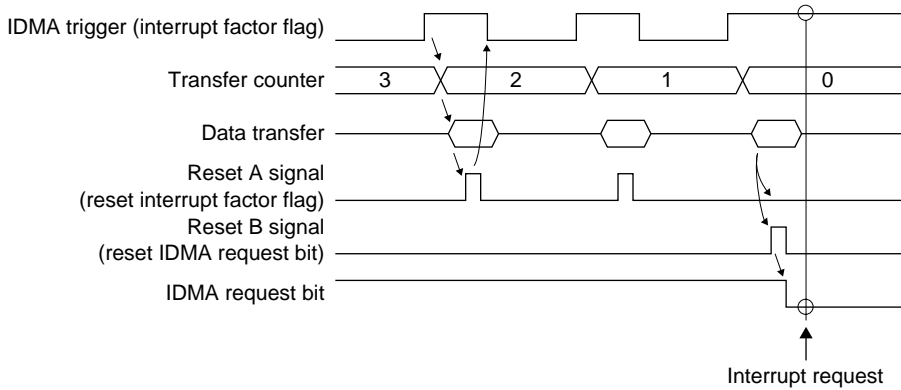 IDMA trigger (interrupt factor flag)
Transfer counter 3 2 1 0
Data transfer
Reset A signal
(reset interrupt factor flag)
Reset B signal
(reset IDMA request bit)
IDMA request bit
Interrupt request